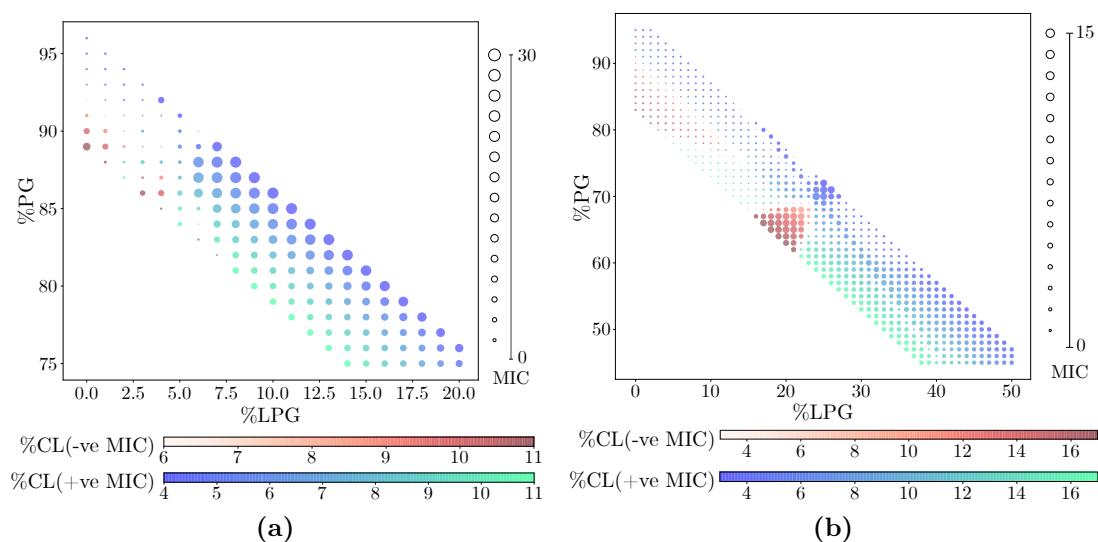 95
90
85
80
75
%PG
0.0 2.5 5.0 7.5 10.0 12.5 15.0 17.5 20.0
%LPG
30
0
MIC
%CL(-ve MIC)
6 7 8 9 10 11
%CL(+ve MIC)
4 5 6 7 8 9 10 11
(a)
90
80
70
60
50
%PG
0 10 20 30 40 50
%LPG
15
0
MIC
%CL(-ve MIC)
4 6 8 10 12 14 16
%CL(+ve MIC)
4 6 8 10 12 14 16
(b)